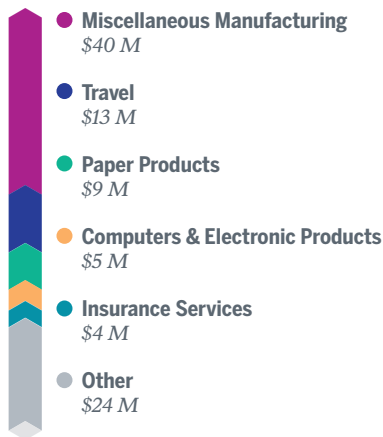 Miscellaneous Manufacturing
$40 M
Travel
$13 M
Paper Products
$9 M
Computers & Electronic Products
$5 M
Insurance Services
$4 M
Other
$24 M